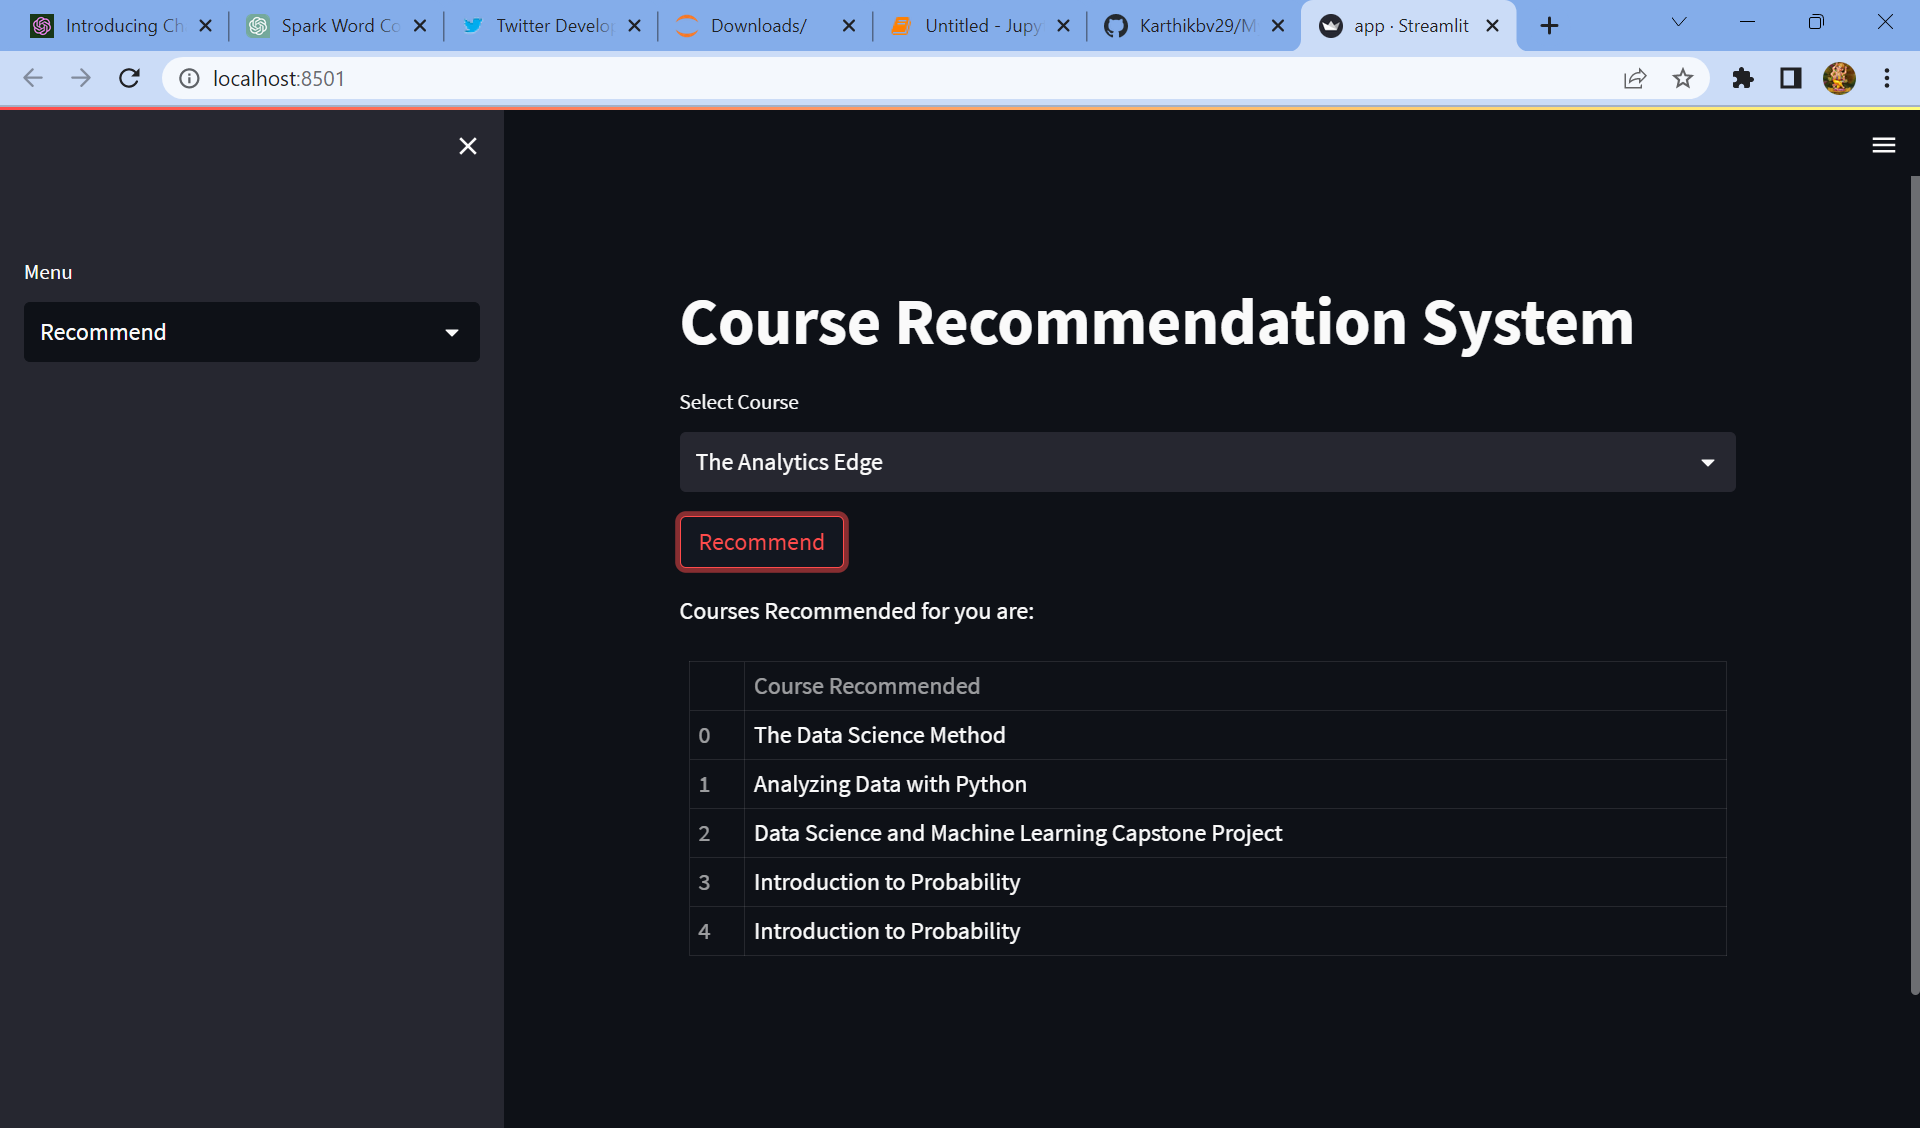 Introducing Ch
Spark Word Co
Twitter Develop
Downloads/
Untitled - Jupy
Karthikbv29/M
app · Streamlit
localhost:8501
Menu
Recommend
Course Recommendation System
Select Course
The Analytics Edge
Recommend
Courses Recommended for you are:
Course Recommended
0 The Data Science Method
1 Analyzing Data with Python
2 Data Science and Machine Learning Capstone Project
3 Introduction to Probability
4 Introduction to Probability